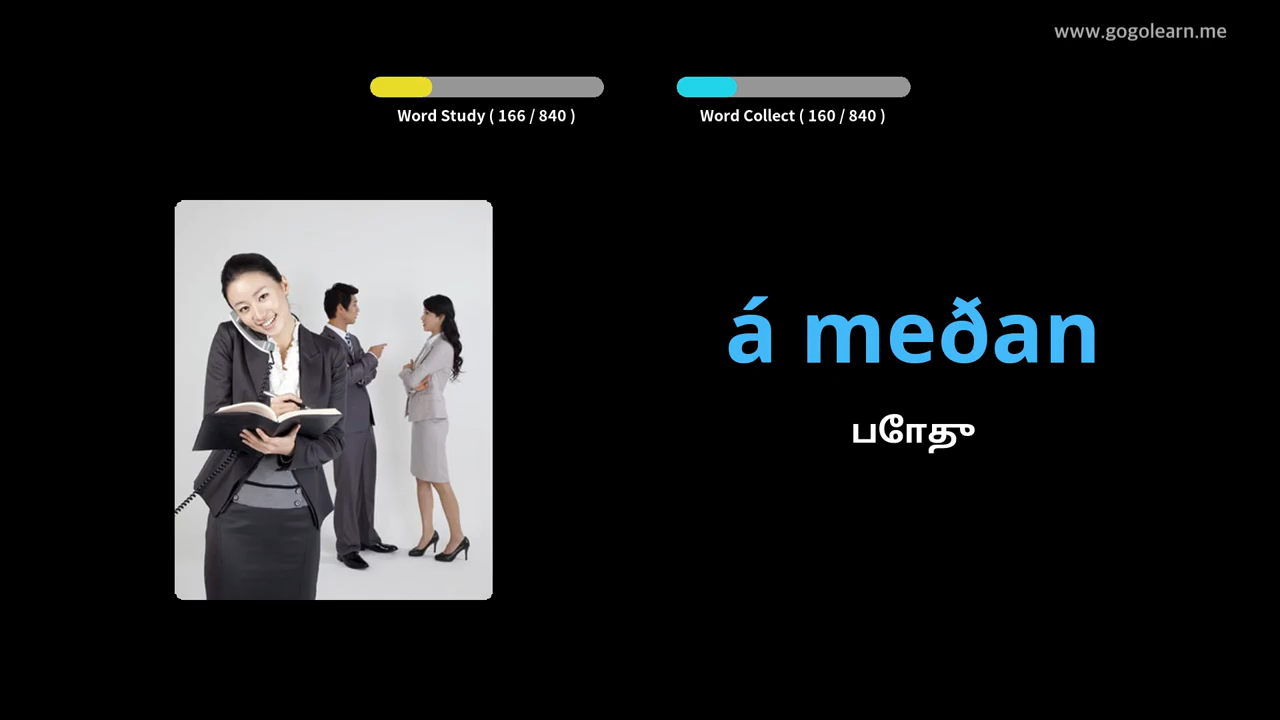 www.gogolearn.me
Word Study ( 166 / 840 )
Word Collect ( 160 / 840 )
á meðan
போது